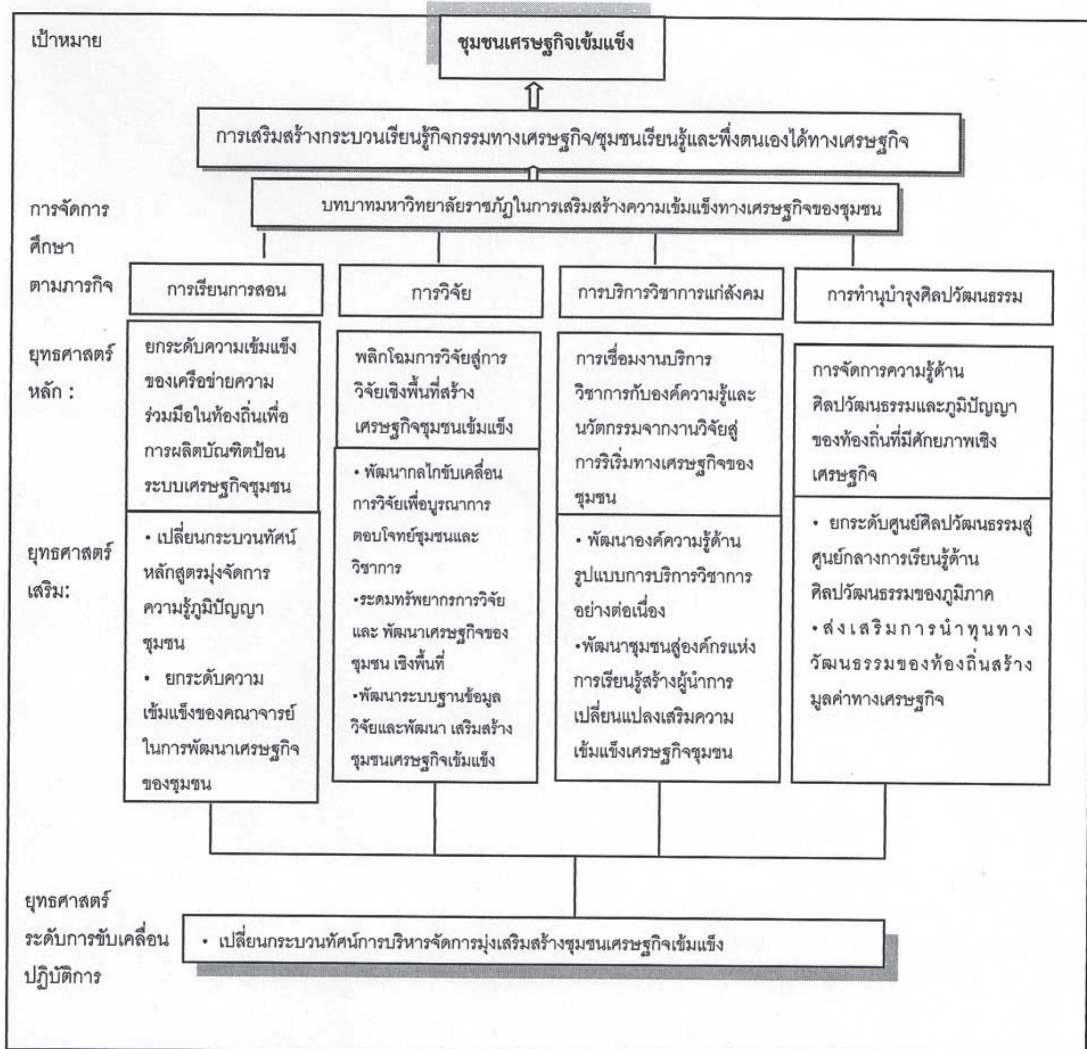 เป้าหมาย
ชุมชนเศรษฐกิจเข้มแข็ง
การเสริมสร้างกระบวนเรียนรู้กิจกรรมทางเศรษฐกิจ/ชุมชนเรียนรู้และพึ่งตนเองได้ทางเศรษฐกิจ
บทบาทมหาวิทยาลัยราชภัฏในการเสริมสร้างความเข้มแข็งทางเศรษฐกิจของชุมชน
การจัดการ
ศึกษา
ตามภารกิจ
การเรียนการสอน
การวิจัย
การบริการวิชาการแก่สังคม
การทำนุบำรุงศิลปวัฒนธรรม
ยุทธศาสตร์
หลัก :
ยกระดับความเข้มแข็ง
ของเครือข่ายความ
ร่วมมือในท้องถิ่นเพื่อ
การผลิตบัณฑิตป้อน
ระบบเศรษฐกิจชุมชน
พลิกโฉมการวิจัยสู่การ
วิจัยเชิงพื้นที่สร้าง
เศรษฐกิจชุมชนเข้มแข็ง
การเชื่อมงานบริการ
วิชาการกับองค์ความรู้และ
นวัตกรรมจากงานวิจัยสู่
การริเริ่มทางเศรษฐกิจของ
ชุมชน
การจัดการความรู้ด้าน
ศิลปวัฒนธรรมและภูมิปัญญา
ของท้องถิ่นที่มีศักยภาพเชิง
เศรษฐกิจ
ยุทธศาสตร์
เสริม:
• เปลี่ยนกระบวนทัศน์
หลักสูตรมุ่งจัดการ
ความรู้ภูมิปัญญา
ชุมชน
• ยกระดับความ
เข้มแข็งของคณาจารย์
ในการพัฒนาเศรษฐกิจ
ของชุมชน
• พัฒนากลไกขับเคลื่อน
การวิจัยเพื่อบูรณาการ
ตอบโจทย์ชุมชนและ
วิชาการ
•ระดมทรัพยากรการวิจัย
และ พัฒนาเศรษฐกิจของ
ชุมชน เชิงพื้นที่
•พัฒนาระบบฐานข้อมูล
วิจัยและพัฒนา เสริมสร้าง
ชุมชนเศรษฐกิจเข้มแข็ง
• พัฒนาองค์ความรู้ด้าน
รูปแบบการบริการวิชาการ
อย่างต่อเนื่อง
•พัฒนาชุมชนสู่องค์กรแห่ง
การเรียนรู้สร้างผู้นำการ
เปลี่ยนแปลงเสริมความ
เข้มแข็งเศรษฐกิจชุมชน
• ยกระดับศูนย์ศิลปวัฒนธรรมสู่
ศูนย์กลางการเรียนรู้ด้าน
ศิลปวัฒนธรรมของภูมิภาค
•ส่งเสริมการนำทุนทาง
วัฒนธรรมของท้องถิ่นสร้าง
มูลค่าทางเศรษฐกิจ
ยุทธศาสตร์
ระดับการขับเคลื่อน
ปฏิบัติการ
• เปลี่ยนกระบวนทัศน์การบริหารจัดการมุ่งเสริมสร้างชุมชนเศรษฐกิจเข้มแข็ง